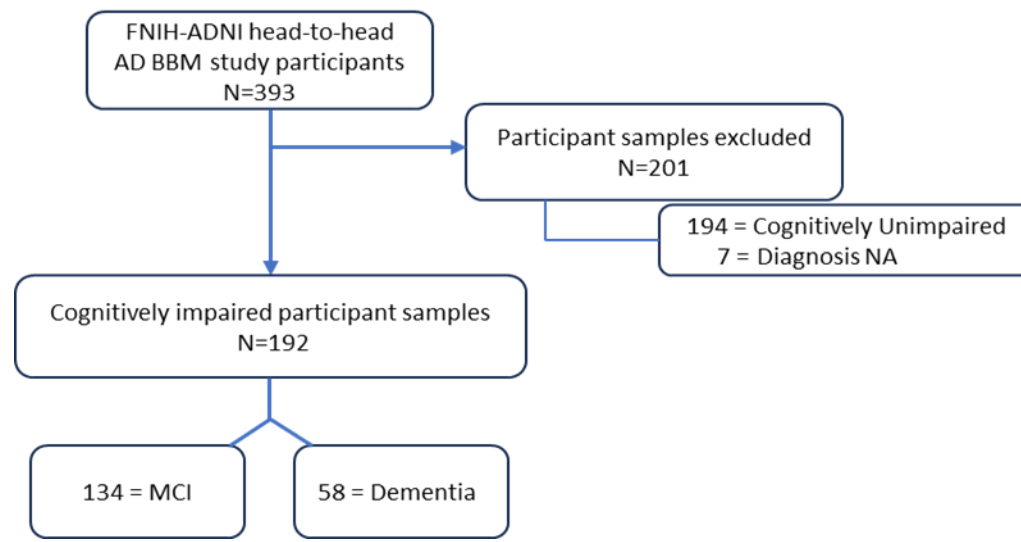 FNIH-ADNI head-to-head
AD BBM study participants
N=393
Participant samples excluded
N=201
194 = Cognitively Unimpaired
7 = Diagnosis NA
Cognitively impaired participant samples
N=192
134 = MCI
58 = Dementia